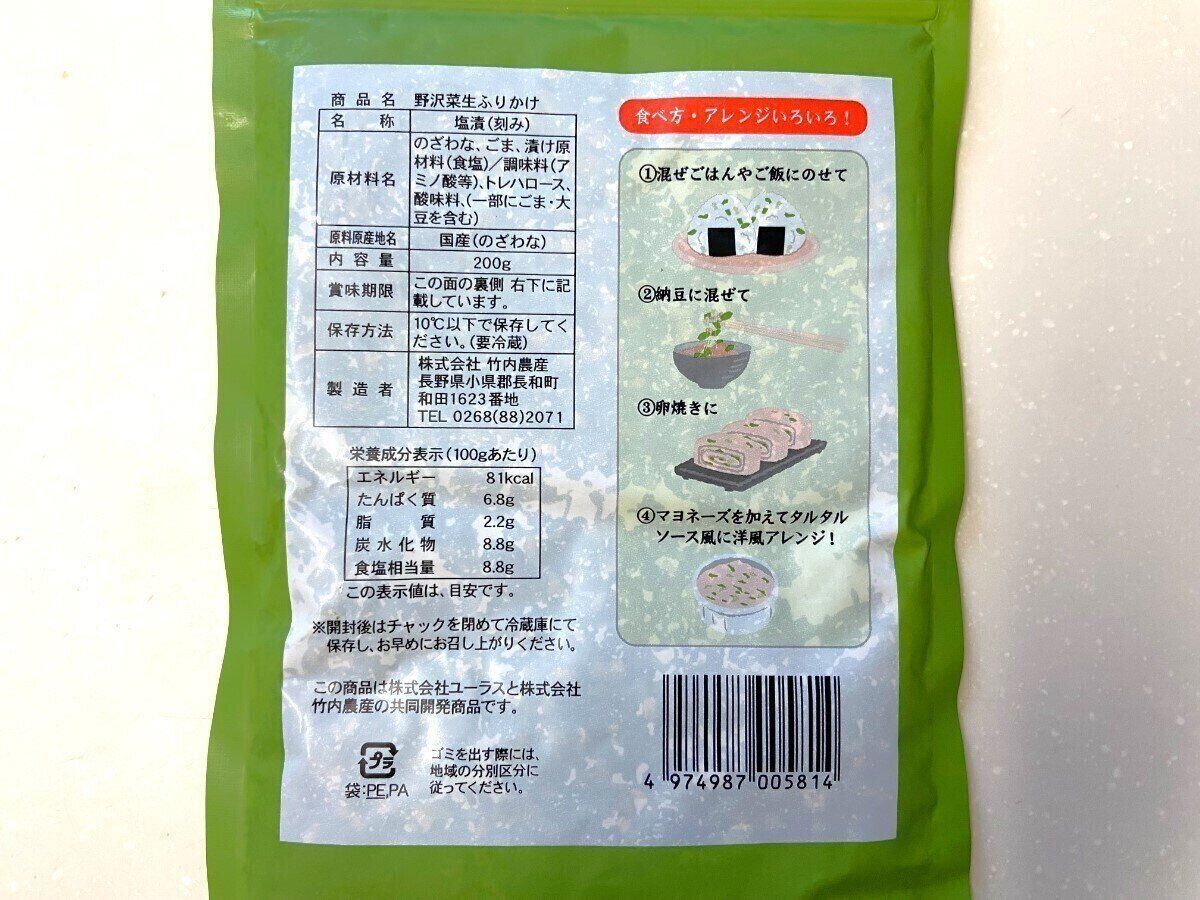 商品名 野沢菜生ふりかけ
名称 塩漬(刻み)
原材料名 のざわな、ごま、漬け原
材料(食塩)/調味料(ア
ミノ酸等)、トレハロース、
酸味料、(一部にごま・大
豆を含む)
原料原産地名 国産(のざわな)
内容量 200g
賞味期限 この面の裏側 右下に記
載しています。
保存方法 10℃以下で保存してく
ださい。(要冷蔵)
製造者 株式会社 竹内農産
長野県小県郡長和町
和田1623番地
TEL 0268(88)2071
栄養成分表示(100gあたり)
エネルギー 81kcal
たんぱく質 6.8g
脂質 2.2g
炭水化物 8.8g
食塩相当量 8.8g
この表示値は、目安です。
※開封後はチャックを閉めて冷蔵庫にて
保存し、お早めにお召し上がりください。
この商品は株式会社ユーラスと株式会社
竹内農産の共同開発商品です。
プラ
袋:PE,PA
ゴミを出す際には、
地域の分別区分に
従ってください。
食べ方・アレンジいろいろ!
①混ぜごはんやご飯にのせて
②納豆に混ぜて
③卵焼きに
④マヨネーズを加えてタルタル
ソース風に洋風アレンジ!
4 974987 005814